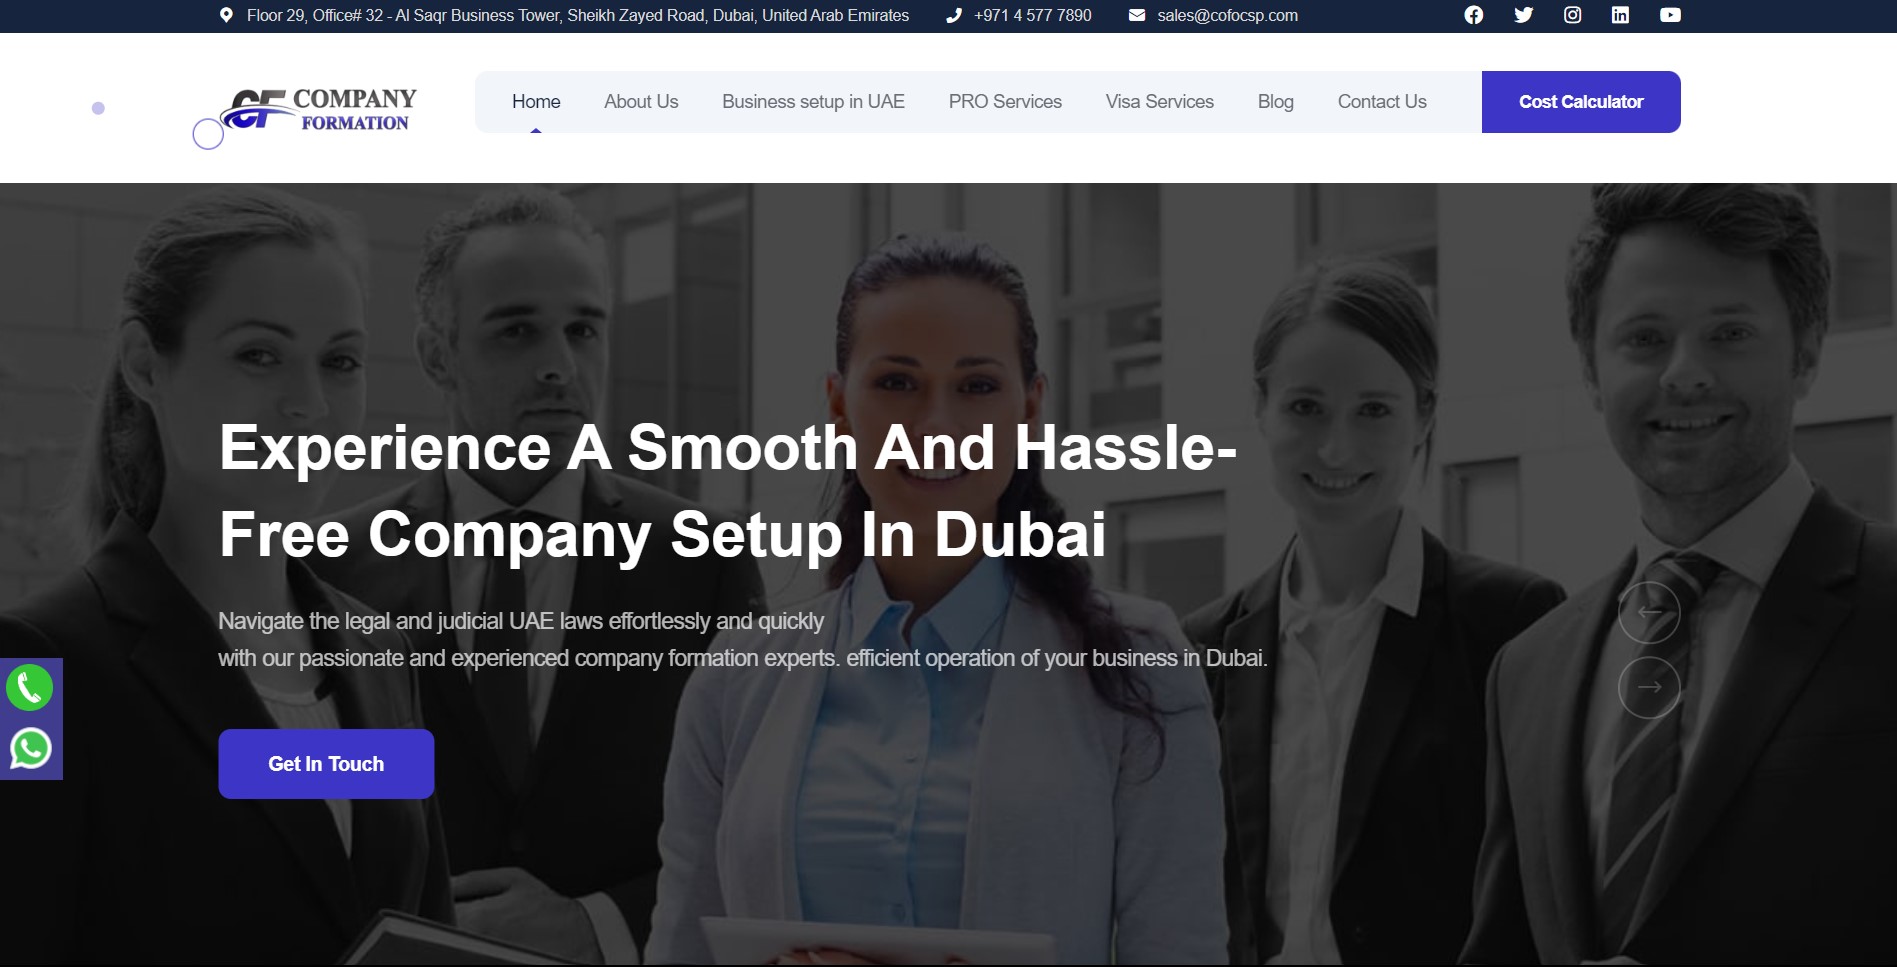 Floor 29, Office# 32 - Al Saqr Business Tower, Sheikh Zayed Road, Dubai, United Arab Emirates
+971 4 577 7890
sales@cofocsp.com
CF COMPANY
FORMATION
Home
About Us
Business setup in UAE
PRO Services
Visa Services
Blog
Contact Us
Cost Calculator
Experience A Smooth And Hassle-
Free Company Setup In Dubai
Navigate the legal and judicial UAE laws effortlessly and quickly
with our passionate and experienced company formation experts. efficient operation of your business in Dubai.
Get In Touch